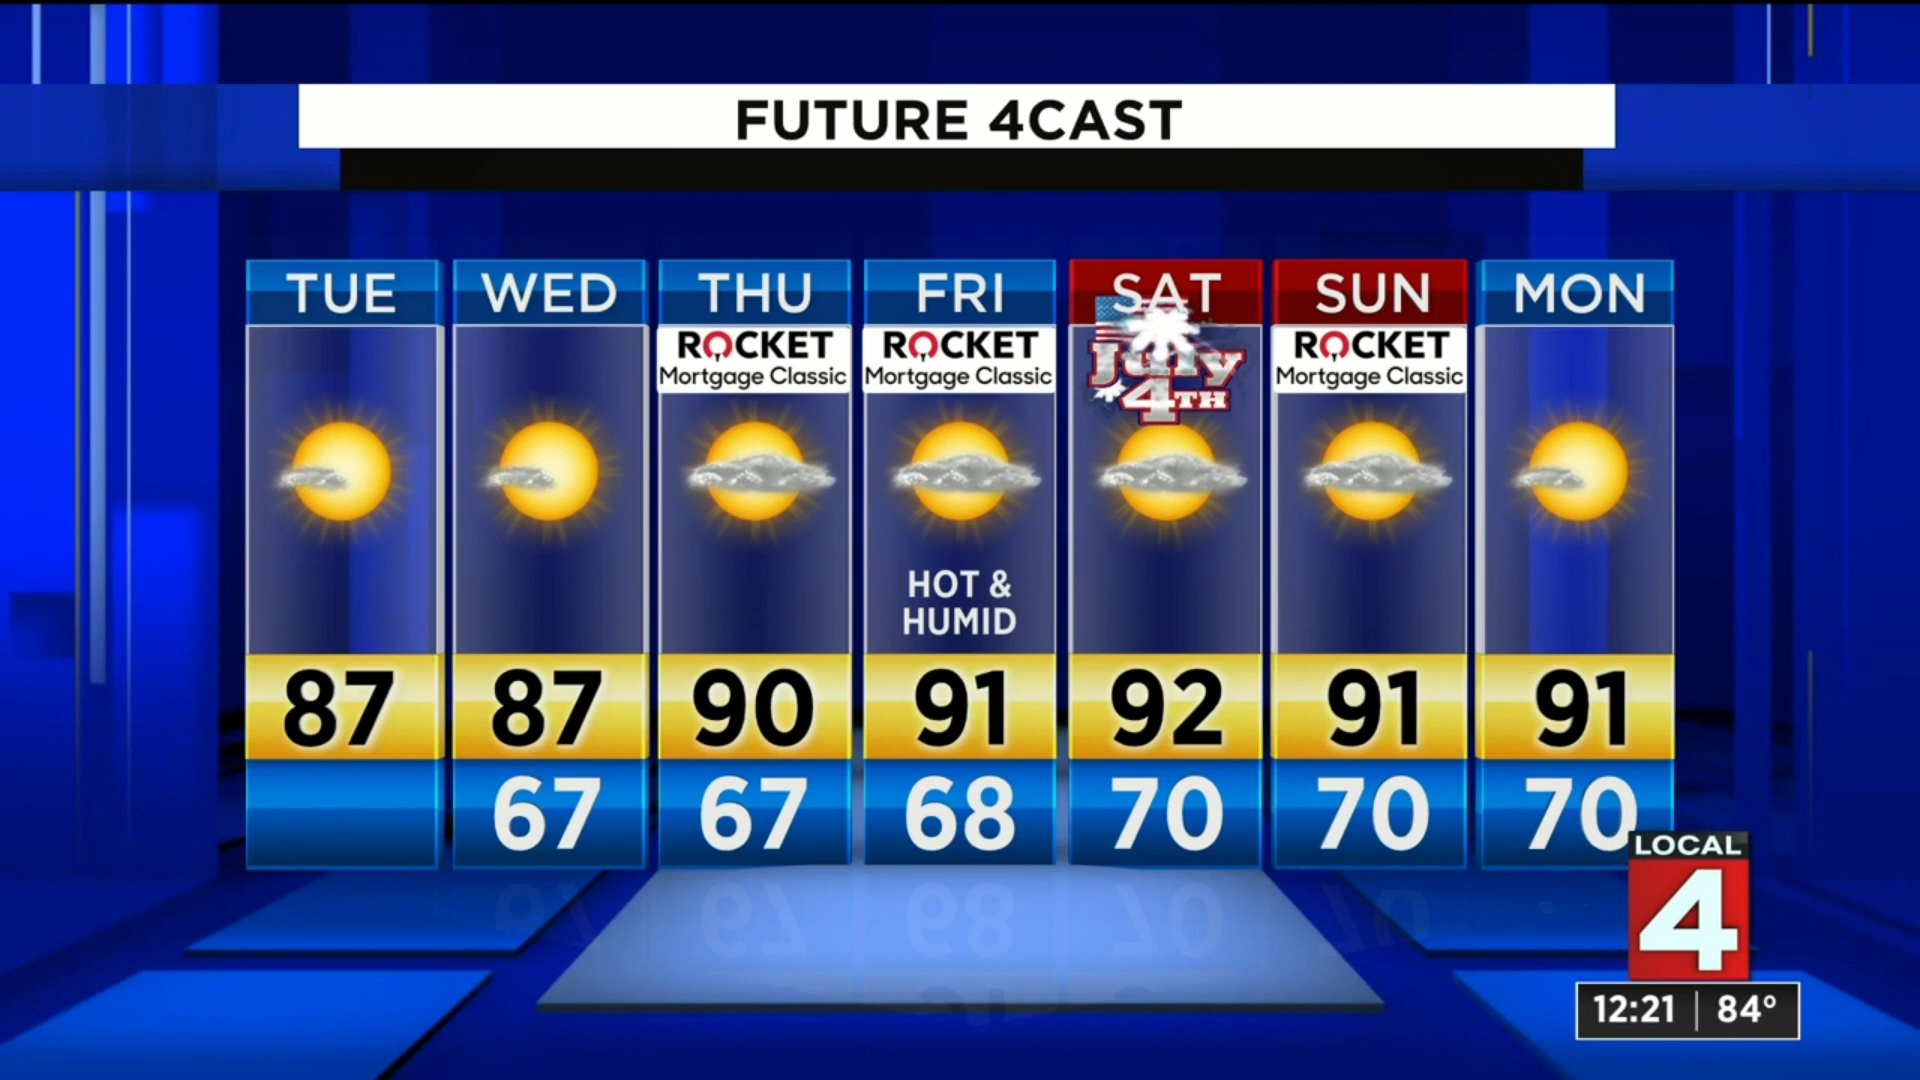 FUTURE 4CAST
TUE WED THU FRI SAT SUN MON
ROCKET
Mortgage Classic
ROCKET
Mortgage Classic
July
4TH
ROCKET
Mortgage Classic
HOT &
HUMID
87 87 90 91 92 91 91
67 67 68 70 70 70
LOCAL
4
12:21 84°